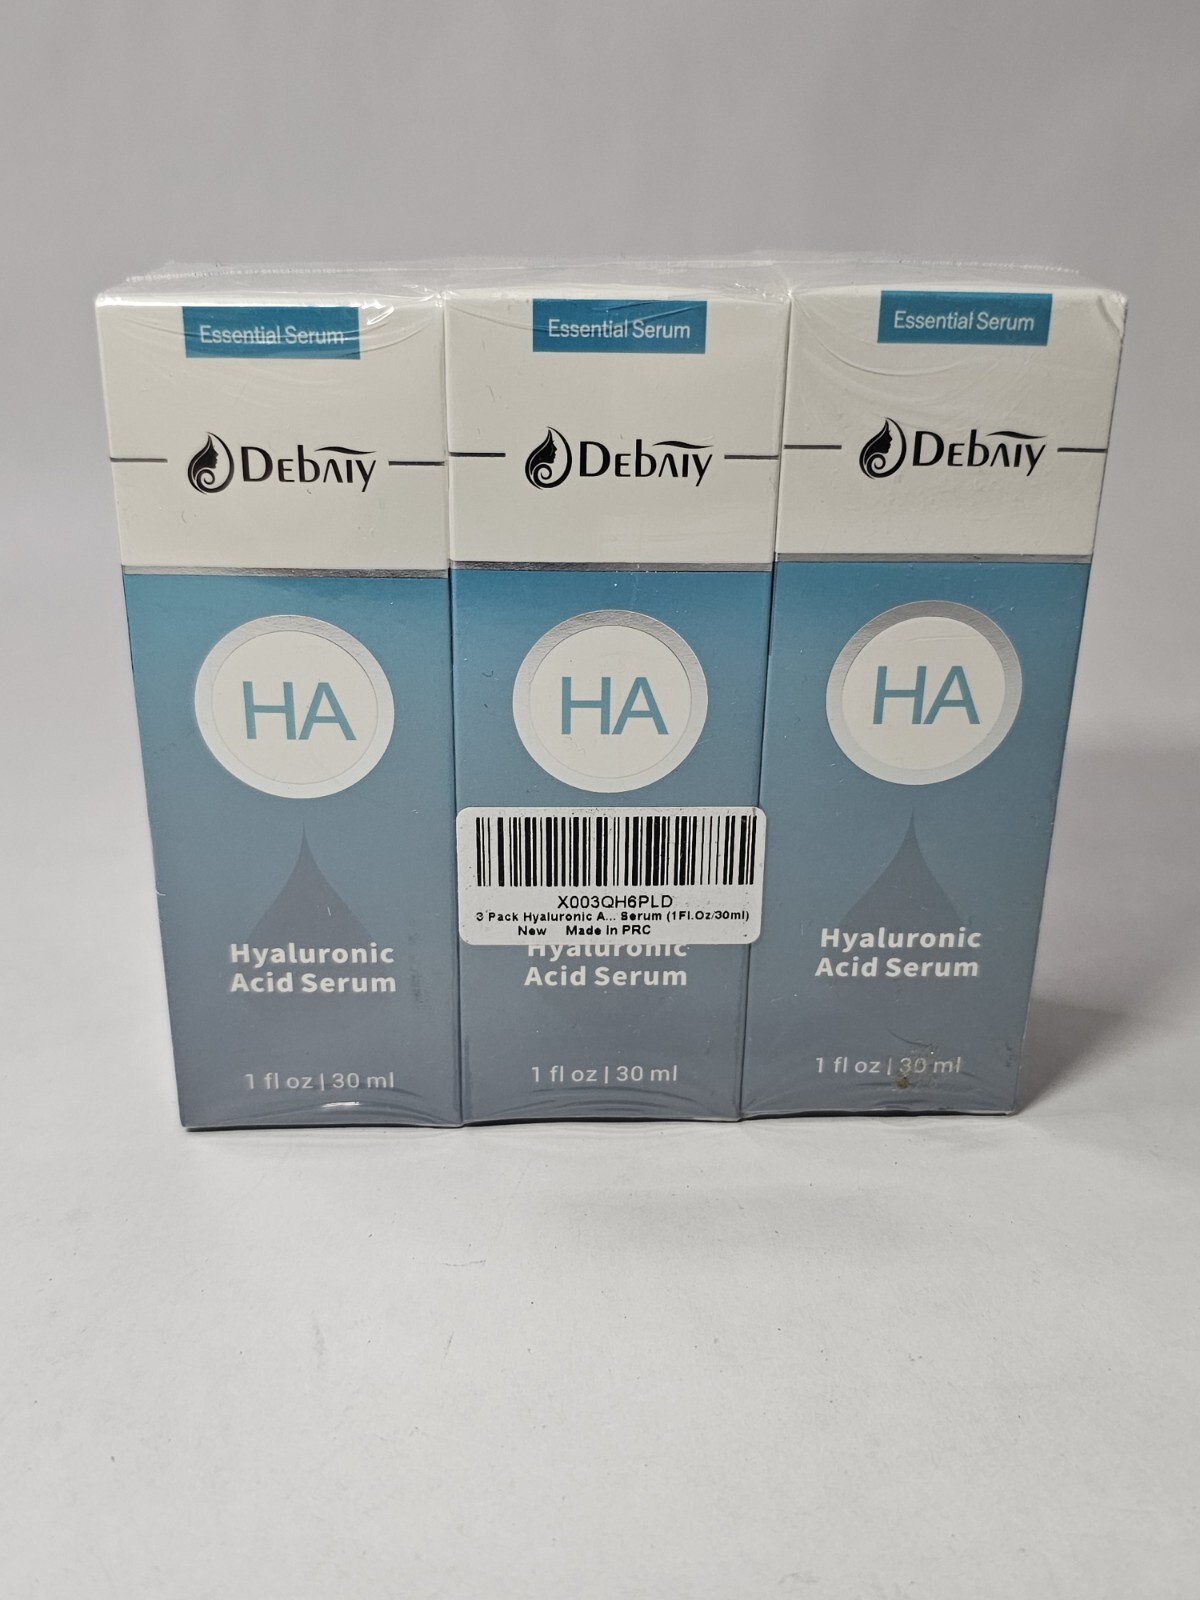 Essential Serum
DEBAIY
HA
Hyaluronic
Acid Serum
1 fl oz | 30 ml
Essential Serum
DEBAIY
HA
X003QH6PLD
3 Pack Hyaluronic A... Serum (1Fl.Oz/30ml)
New Made In PRC
Hyaluronic
Acid Serum
1 fl oz | 30 ml
Essential Serum
DEBAIY
HA
Hyaluronic
Acid Serum
1 fl oz | 30 ml